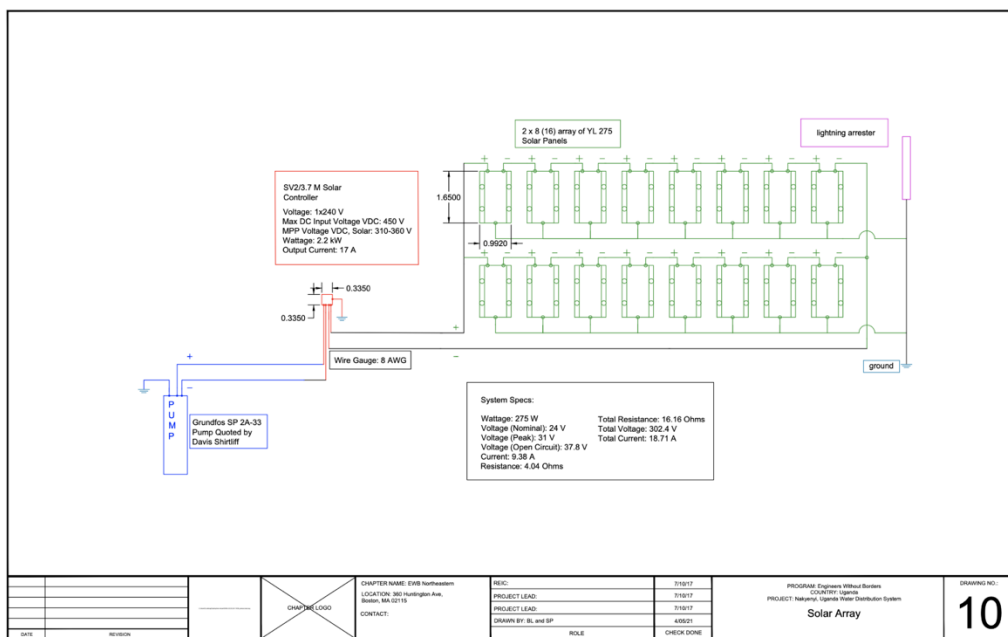 2 x 8 (16) array of YL 275
Solar Panels
lightning arrester
+ - + - + - + - + - + - + - + -
SV2/3.7 M Solar
Controller
Voltage: 1x240 V
Max DC Input Voltage VDC: 450 V
MPP Voltage VDC, Solar: 310-360 V
Wattage: 2.2 kW
Output Current: 17 A
1.6500
0.9920
+ - + - + - + - + - + - + - + -
0.3350
0.3350
+
-
Wire Gauge: 8 AWG
ground
+
-
PUMP
Grundfos SP 2A-33
Pump Quoted by
Davis Shirtliff
System Specs:
Wattage: 275 W
Voltage (Nominal): 24 V
Voltage (Peak): 31 V
Voltage (Open Circuit): 37.8 V
Current: 9.38 A
Resistance: 4.04 Ohms
Total Resistance: 16.16 Ohms
Total Voltage: 302.4 V
Total Current: 18.71 A
DATE REVISION
CHAPTER LOGO
CHAPTER NAME: EWB Northeastern
LOCATION: 360 Huntington Ave,
Boston, MA 02115
CONTACT:
REIC: 7/10/17
PROJECT LEAD: 7/10/17
PROJECT LEAD: 7/10/17
DRAWN BY: BL and SP 4/05/21
ROLE CHECK DONE
PROGRAM: Engineers Without Borders
COUNTRY: Uganda
PROJECT: Nakyenyi, Uganda Water Distribution System
Solar Array
DRAWING NO.:
10